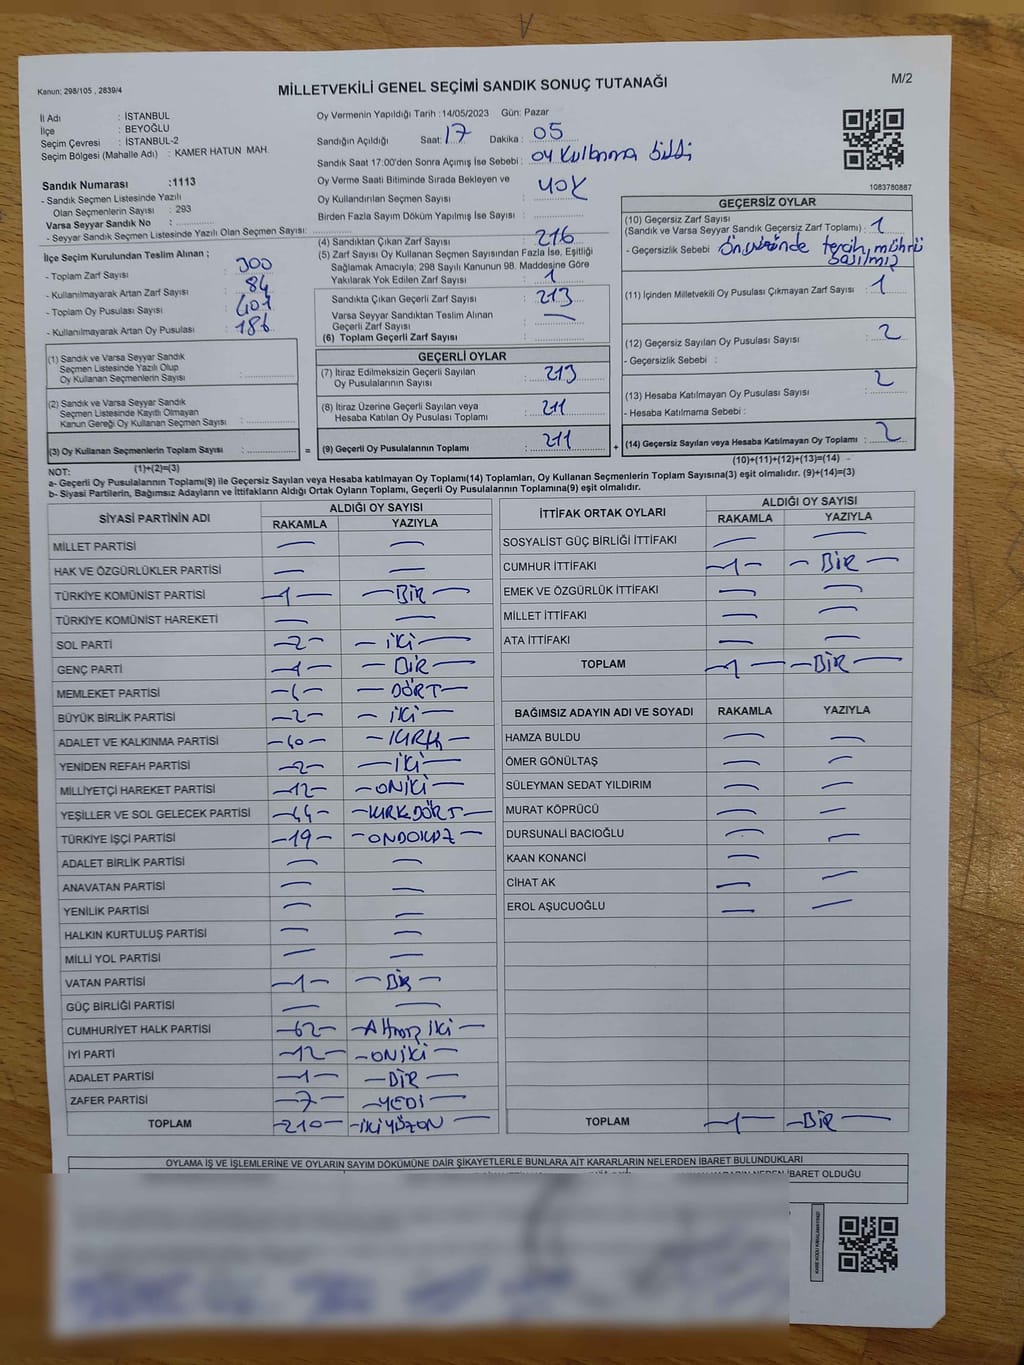 Kanun: 298/105 , 2839/4
MİLLETVEKİLİ GENEL SEÇİMİ SANDIK SONUÇ TUTANAĞI
M/2
İl Adı : İSTANBUL
İlçe : BEYOĞLU
Seçim Çevresi : İSTANBUL-2
Seçim Bölgesi (Mahalle Adı) : KAMER HATUN MAH.
Sandık Numarası :1113
- Sandık Seçmen Listesinde Yazılı
Olan Seçmenlerin Sayısı : 293
Varsa Seyyar Sandık No :
- Seyyar Sandık Seçmen Listesinde Yazılı Olan Seçmen Sayısı:
Oy Vermenin Yapıldığı Tarih :14/05/2023 Gün: Pazar
Sandığın Açıldığı Saat: 17 Dakika : 05
Sandık Saat 17:00'den Sonra Açımış İse Sebebi : oy kullanma bitti
Oy Verme Saati Bitiminde Sırada Bekleyen ve
Oy Kullandırılan Seçmen Sayısı : YOK
Birden Fazla Sayım Döküm Yapılmış İse Sayısı :
1083780887
İlçe Seçim Kurulundan Teslim Alınan ;
- Toplam Zarf Sayısı : 300
- Kullanılmayarak Artan Zarf Sayısı : 84
- Toplam Oy Pusulası Sayısı : 401
- Kullanılmayarak Artan Oy Pusulası : 186
(4) Sandıktan Çıkan Zarf Sayısı : 216
(5) Zarf Sayısı Oy Kullanan Seçmen Sayısından Fazla İse, Eşitliği
Sağlamak Amacıyla; 298 Sayılı Kanunun 98. Maddesine Göre
Yakılarak Yok Edilen Zarf Sayısı : 1
Sandıkta Çıkan Geçerli Zarf Sayısı : 213
Varsa Seyyar Sandıktan Teslim Alınan
Geçerli Zarf Sayısı : —
(6) Toplam Geçerli Zarf Sayısı :
GEÇERSİZ OYLAR
(10) Geçersiz Zarf Sayısı
(Sandık ve Varsa Seyyar Sandık Geçersiz Zarf Toplamı) : 1
- Geçersizlik Sebebi : Ön yüzünde tercih mührü
basılmış
(11) İçinden Milletvekili Oy Pusulası Çıkmayan Zarf Sayısı : 1
(12) Geçersiz Sayılan Oy Pusulası Sayısı : 2
- Geçersizlik Sebebi :
(13) Hesaba Katılmayan Oy Pusulası Sayısı : 2
- Hesaba Katılmama Sebebi :
(14) Geçersiz Sayılan veya Hesaba Katılmayan Oy Toplamı : 2
(10)+(11)+(12)+(13)=(14)
(1) Sandık ve Varsa Seyyar Sandık
Seçmen Listesinde Yazılı Olup
Oy Kullanan Seçmenlerin Sayısı :
(2) Sandık ve Varsa Seyyar Sandık
Seçmen Listesinde Kayıtlı Olmayan
Kanun Gereği Oy Kullanan Seçmen Sayısı :
(3) Oy Kullanan Seçmenlerin Toplam Sayısı : =
(1)+(2)=(3)
GEÇERLİ OYLAR
(7) İtiraz Edilmeksizin Geçerli Sayılan
Oy Pusulalarının Sayısı : 213
(8) İtiraz Üzerine Geçerli Sayılan veya
Hesaba Katılan Oy Pusulası Toplamı : 211
(9) Geçerli Oy Pusulalarının Toplamı : 211 +
NOT:
a- Geçerli Oy Pusulalarının Toplamı(9) ile Geçersiz Sayılan veya Hesaba katılmayan Oy Toplamı(14) Toplamları, Oy Kullanan Seçmenlerin Toplam Sayısına(3) eşit olmalıdır. (9)+(14)=(3)
b- Siyasi Partilerin, Bağımsız Adayların ve İttifakların Aldığı Ortak Oyların Toplamı, Geçerli Oy Pusulalarının Toplamına(9) eşit olmalıdır.
SİYASİ PARTİNİN ADI ALDIĞI OY SAYISI
RAKAMLA YAZIYLA
MİLLET PARTİSİ — —
HAK VE ÖZGÜRLÜKLER PARTİSİ — —
TÜRKİYE KOMÜNİST PARTİSİ —1— —BİR—
TÜRKİYE KOMÜNİST HAREKETİ — —
SOL PARTİ —2— —İKİ—
GENÇ PARTİ —1— —BİR—
MEMLEKET PARTİSİ —4— —DÖRT—
BÜYÜK BİRLİK PARTİSİ —2— —İKİ—
ADALET VE KALKINMA PARTİSİ —40— —KIRK—
YENİDEN REFAH PARTİSİ —2— —İKİ—
MİLLİYETÇİ HAREKET PARTİSİ —12— —ONİKİ—
YEŞİLLER VE SOL GELECEK PARTİSİ —44— —KIRKDÖRT—
TÜRKİYE İŞÇİ PARTİSİ —19— —ONDOKUZ—
ADALET BİRLİK PARTİSİ — —
ANAVATAN PARTİSİ — —
YENİLİK PARTİSİ — —
HALKIN KURTULUŞ PARTİSİ — —
MİLLİ YOL PARTİSİ — —
VATAN PARTİSİ —1— —BİR—
GÜÇ BİRLİĞİ PARTİSİ — —
CUMHURİYET HALK PARTİSİ —62— —Altmış iki—
İYİ PARTİ —12— —ONİKİ—
ADALET PARTİSİ —1— —BİR—
ZAFER PARTİSİ —7— —YEDİ—
TOPLAM —210— —İKİYÜZON—
İTTİFAK ORTAK OYLARI ALDIĞI OY SAYISI
RAKAMLA YAZIYLA
SOSYALİST GÜÇ BİRLİĞİ İTTİFAKI — —
CUMHUR İTTİFAKI —1— —BİR—
EMEK VE ÖZGÜRLÜK İTTİFAKI — —
MİLLET İTTİFAKI — —
ATA İTTİFAKI — —
TOPLAM —1— —BİR—
BAĞIMSIZ ADAYIN ADI VE SOYADI RAKAMLA YAZIYLA
HAMZA BULDU — —
ÖMER GÖNÜLTAŞ — —
SÜLEYMAN SEDAT YILDIRIM — —
MURAT KÖPRÜCÜ — —
DURSUNALİ BACIOĞLU — —
KAAN KONANCİ —
CİHAT AK — —
EROL AŞUCUOĞLU — —
TOPLAM —1— —BİR—
OYLAMA İŞ VE İŞLEMLERİNE VE OYLARIN SAYIM DÖKÜMÜNE DAİR ŞİKAYETLERLE BUNLARA AİT KARARLARIN NELERDEN İBARET BULUNDUKLARI
İBARET OLDUĞU